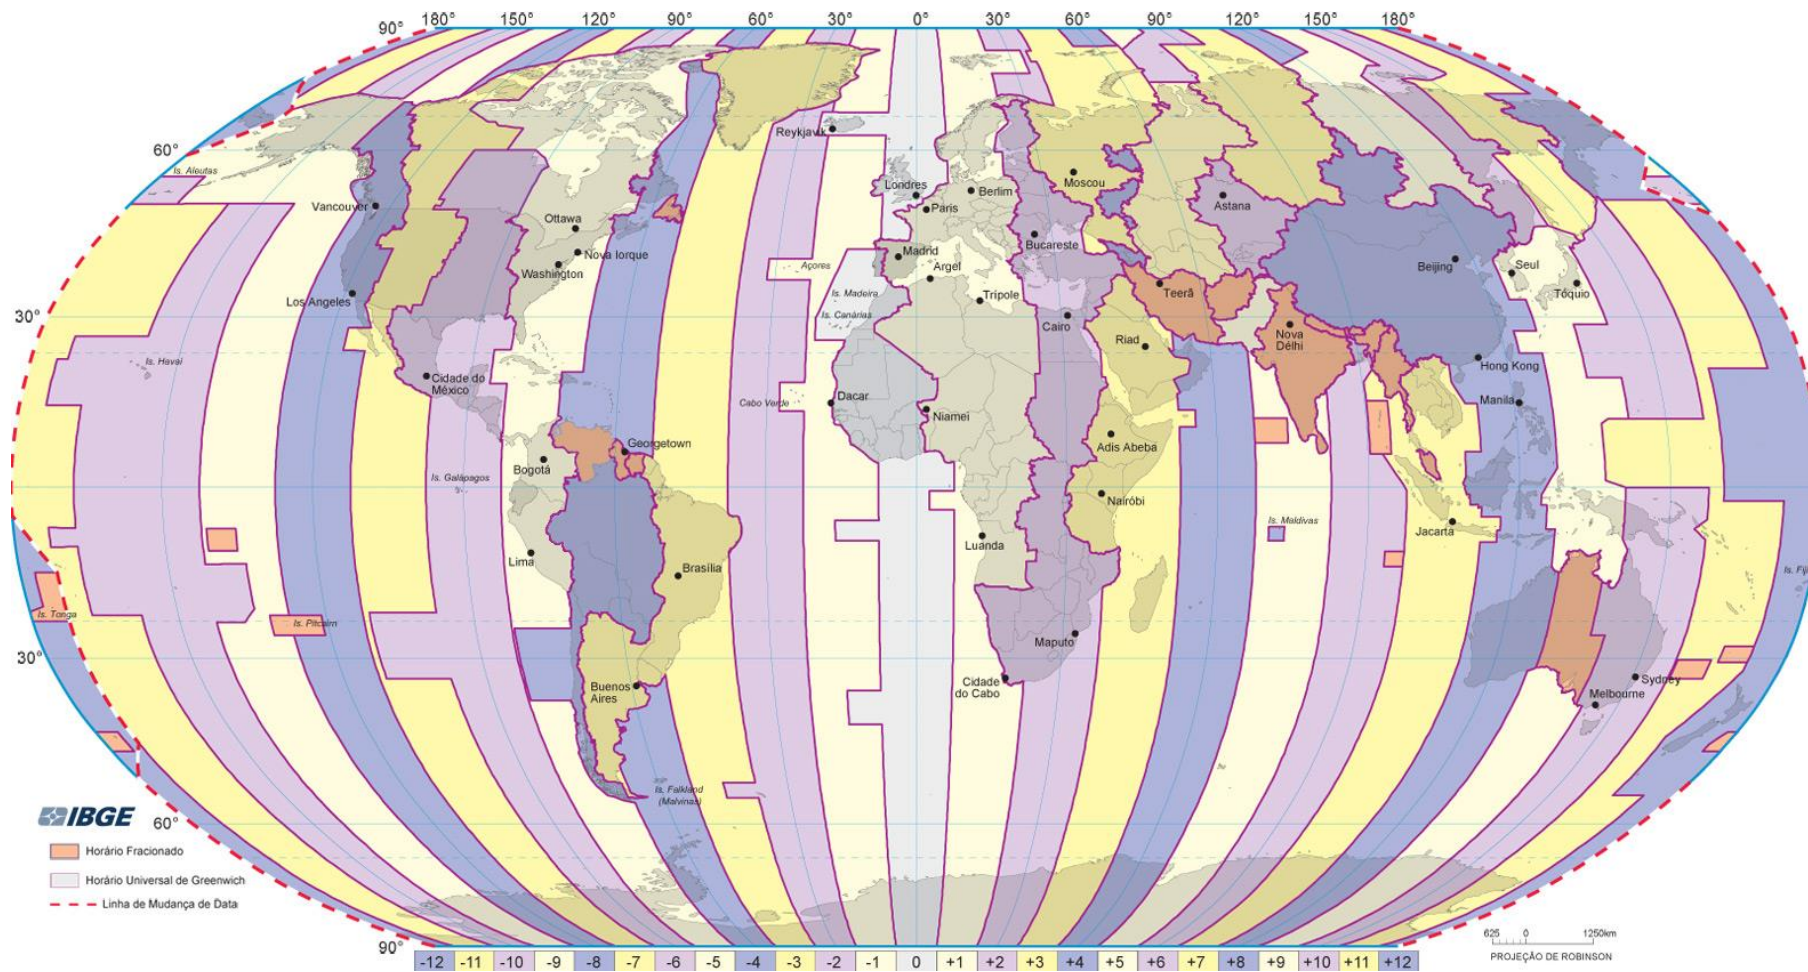 180° 150° 120° 90° 60° 30° 0° 30° 60° 90° 120° 150° 180°
90°
60°
Is. Aleutas
Reykjavik
Moscou
Londres
Berlim
Vancouver
Paris
Astana
Ottawa
Bucareste
Nova Iorque
Madrid
Washington
Açores
Argel
Beijing
Seul
Los Angeles
Is. Madeira
Trípole
Teerã
Tóquio
30°
Is. Canárias
Cairo
Nova
Délhi
Riad
Is. Havaí
Hong Kong
Cidade do
México
Cabo Verde
Dacar
Niamei
Manila
Georgetown
Adis Abeba
Bogotá
Is. Galápagos
Nairóbi
Is. Maldivas
Jacarta
Luanda
Lima
Brasília
Is. Fiji
Is. Tonga
Is. Pitcairn
Maputo
30°
Buenos
Aires
Cidade
do Cabo
Sydney
Melbourne
Is. Falkland
(Malvinas)
IBGE
60°
Horário Fracionado
Horário Universal de Greenwich
Linha de Mudança de Data
90°
625 0 1250km
PROJEÇÃO DE ROBINSON
-12 -11 -10 -9 -8 -7 -6 -5 -4 -3 -2 -1 0 +1 +2 +3 +4 +5 +6 +7 +8 +9 +10 +11 +12